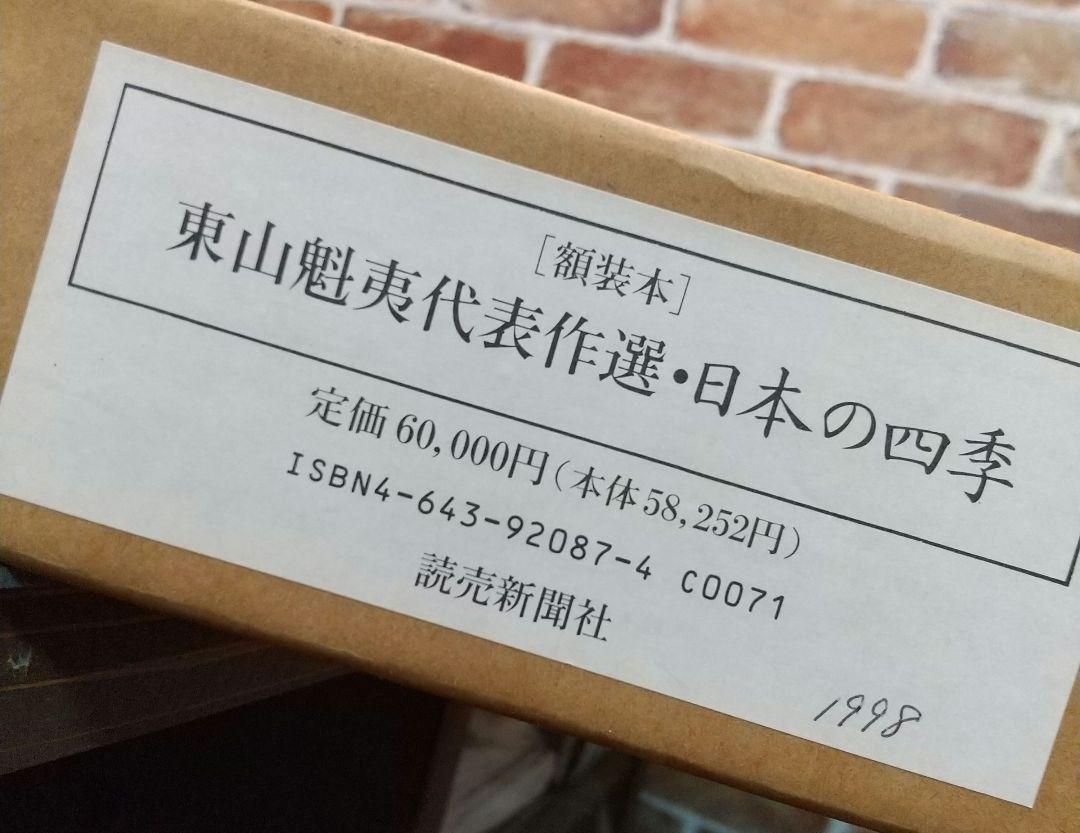 [額装本]
東山魁夷代表作選・日本の四季
定価 60,000円(本体58,252円)
ISBN4-643-92087-4 C0071
読売新聞社
1998